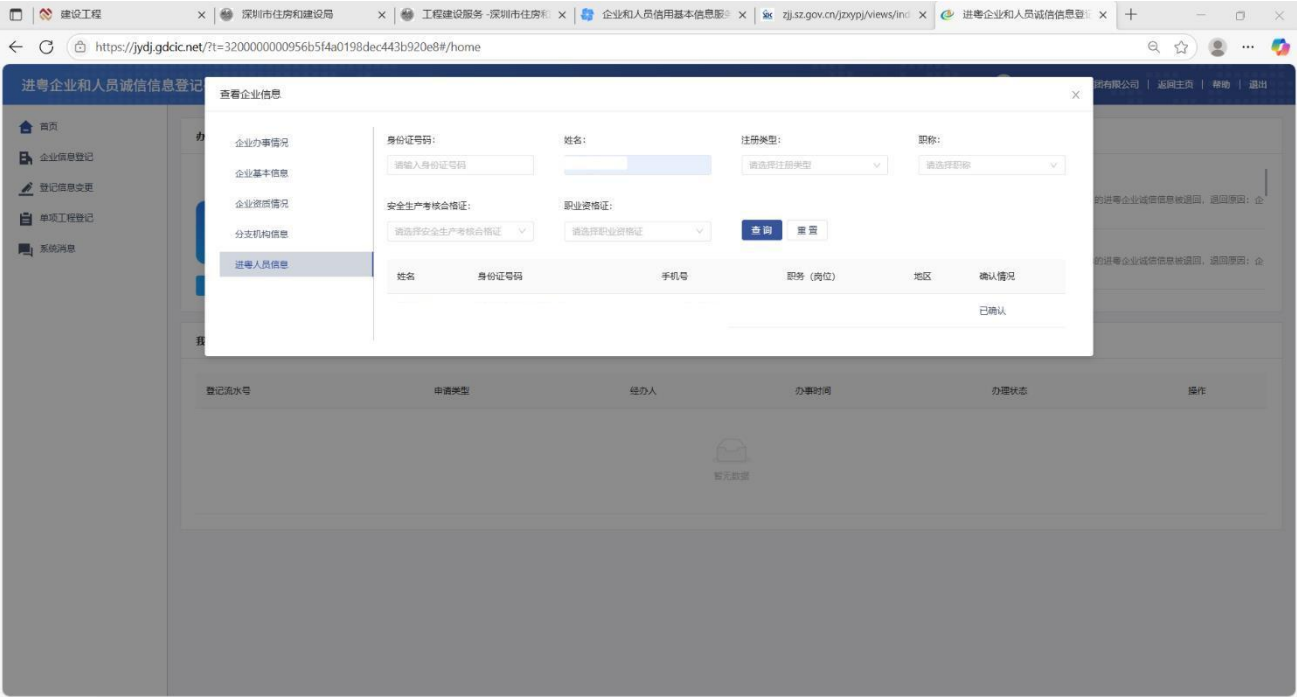 建设工程
深圳市住房和建设局
工程建设服务 -深圳市住房和
企业和人员信用基本信息服
zjj.sz.gov.cn/jzxypj/views/ind
进粤企业和人员诚信信息登
https://jydj.gdcic.net/?t=3200000000956b5f4a0198dec443b920e8#/home
进粤企业和人员诚信信息登记
团有限公司 | 返回主页 | 帮助 | 退出
首页
企业信息登记
登记信息变更
单项工程登记
系统消息
查看企业信息
企业办事情况
企业基本信息
企业资质情况
分支机构信息
进粤人员信息
身份证号码: 姓名: 注册类型: 职称:
请输入身份证号码 请选择注册类型 请选择职称
安全生产考核合格证: 职业资格证:
请选择安全生产考核合格证 请选择职业资格证 查询 重置
姓名 身份证号码 手机号 职务 (岗位) 地区 确认情况
已确认
的进粤企业诚信信息被退回, 退回原因: 企
的进粤企业诚信信息被退回, 退回原因: 企
登记流水号 申请类型 经办人 办事时间 办理状态 操作
暂无数据